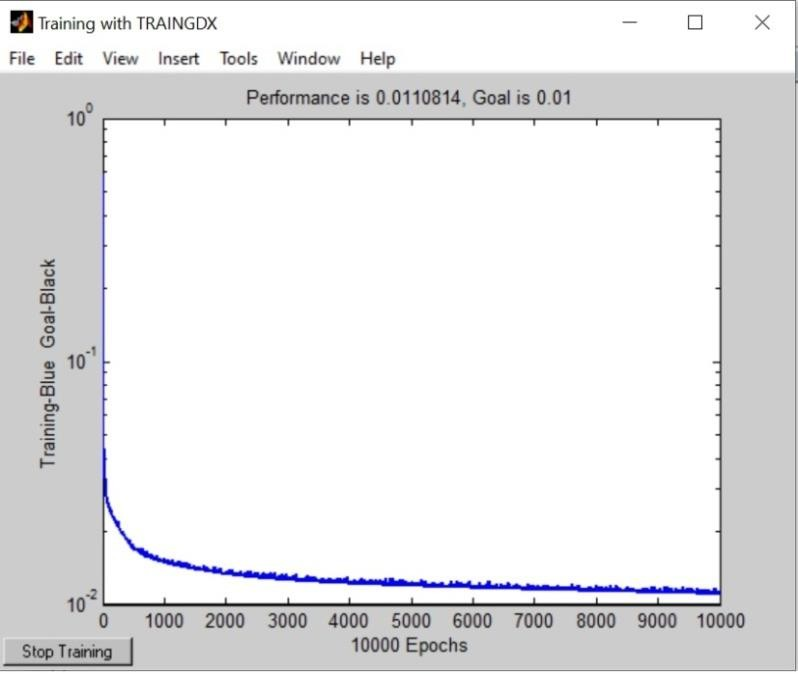 Training with TRAINGDX
File Edit View Insert Tools Window Help
Performance is 0.0110814, Goal is 0.01
10^0
10^-1
10^-2
Training-Blue Goal-Black
0 1000 2000 3000 4000 5000 6000 7000 8000 9000 10000
10000 Epochs
Stop Training